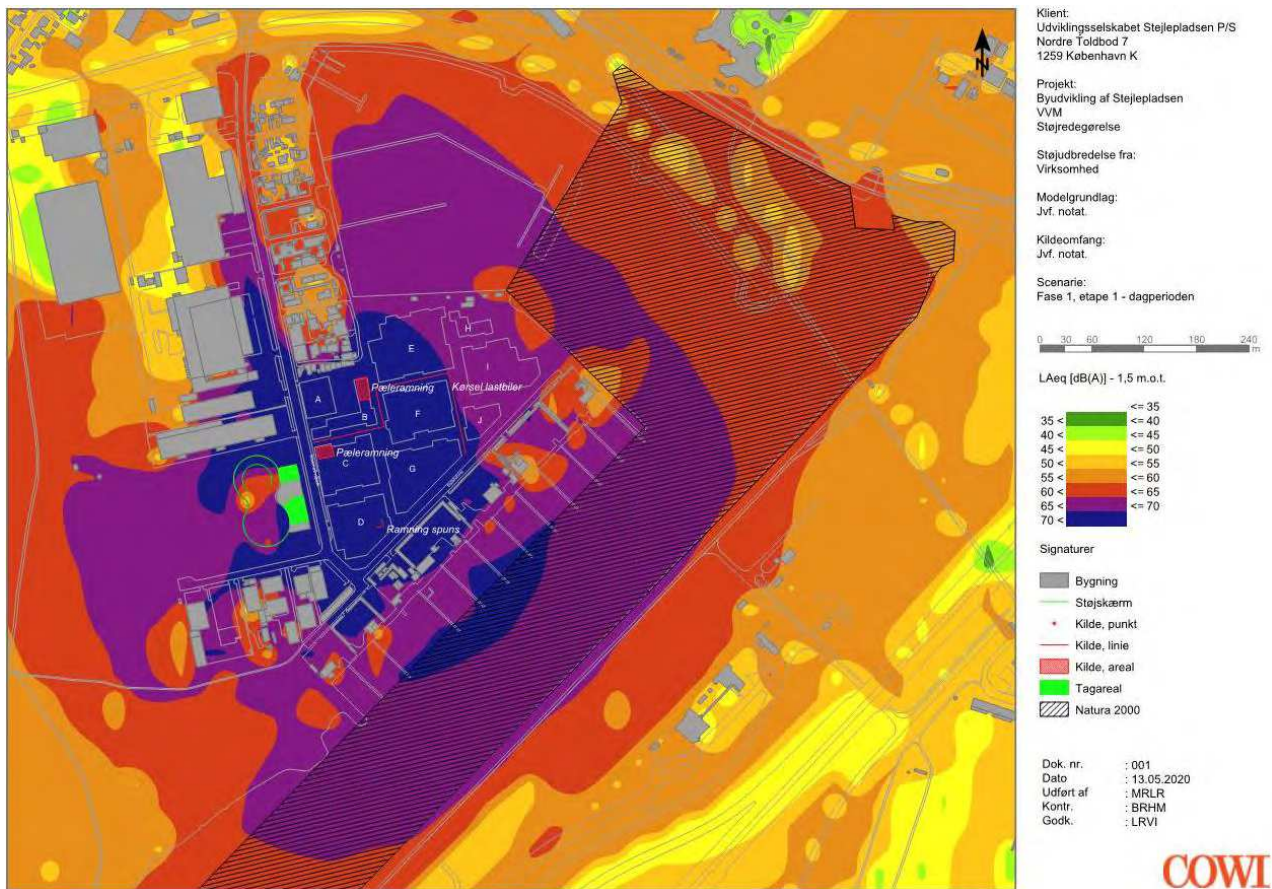 Klient:
Udviklingsselskabet Stejlepladsen P/S
Nordre Toldbod 7
1259 København K
Projekt:
Byudvikling af Stejlepladsen
VVM
Støjredegørelse
Støjudbredelse fra:
Virksomhed
Modelgrundlag:
Jvf. notat.
Kildeomfang:
Jvf. notat.
Scenarie:
Fase 1, etape 1 - dagperioden
0 30 60 120 180 240
m
LAeq [dB(A)] - 1,5 m.o.t.
<= 35
35 < <= 40
40 < <= 45
45 < <= 50
50 < <= 55
55 < <= 60
60 < <= 65
65 < <= 70
70 <
Signaturer
Bygning
Støjskærm
Kilde, punkt
Kilde, linie
Kilde, areal
Tagareal
Natura 2000
Dok. nr. : 001
Dato : 13.05.2020
Udført af : MRLR
Kontr. : BRHM
Godk. : LRVI
COWI
N
H
E
I
Pæleramning
Kørsel lastbiler
A
B
F
J
Pæleramning
C
G
D
Ramning spuns